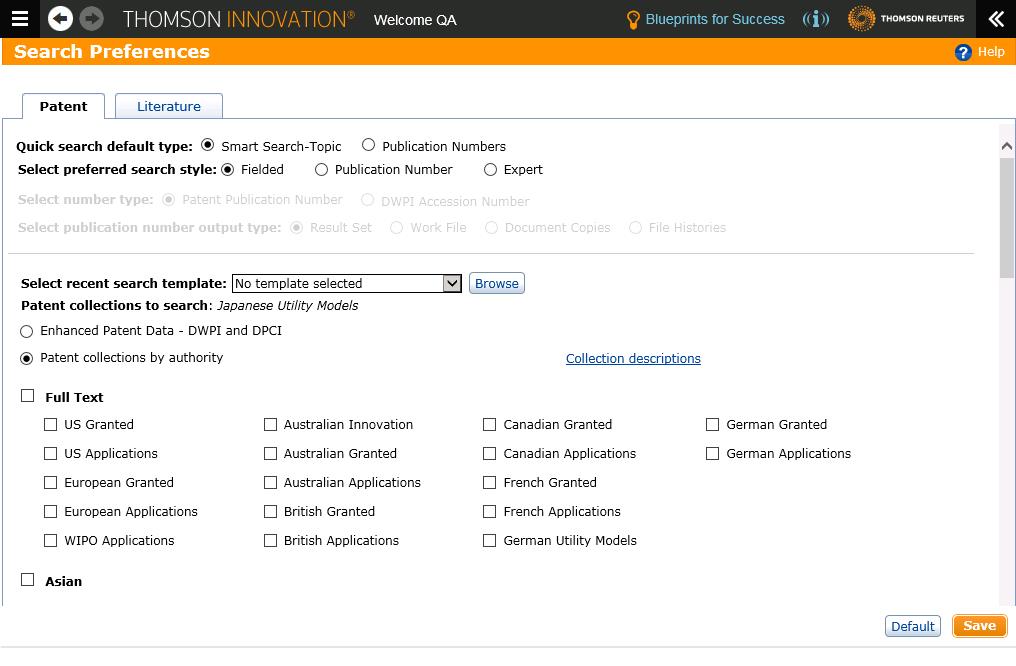 THOMSON INNOVATION® Welcome QA Blueprints for Success THOMSON REUTERS
Search Preferences ? Help
Patent Literature
Quick search default type: Smart Search-Topic Publication Numbers
Select preferred search style: Fielded Publication Number Expert
Select number type: Patent Publication Number DWPI Accession Number
Select publication number output type: Result Set Work File Document Copies File Histories
Select recent search template: No template selected Browse
Patent collections to search: Japanese Utility Models
Enhanced Patent Data - DWPI and DPCI
Patent collections by authority Collection descriptions
Full Text
US Granted Australian Innovation Canadian Granted German Granted
US Applications Australian Granted Canadian Applications German Applications
European Granted Australian Applications French Granted
European Applications British Granted French Applications
WIPO Applications British Applications German Utility Models
Asian
Default Save